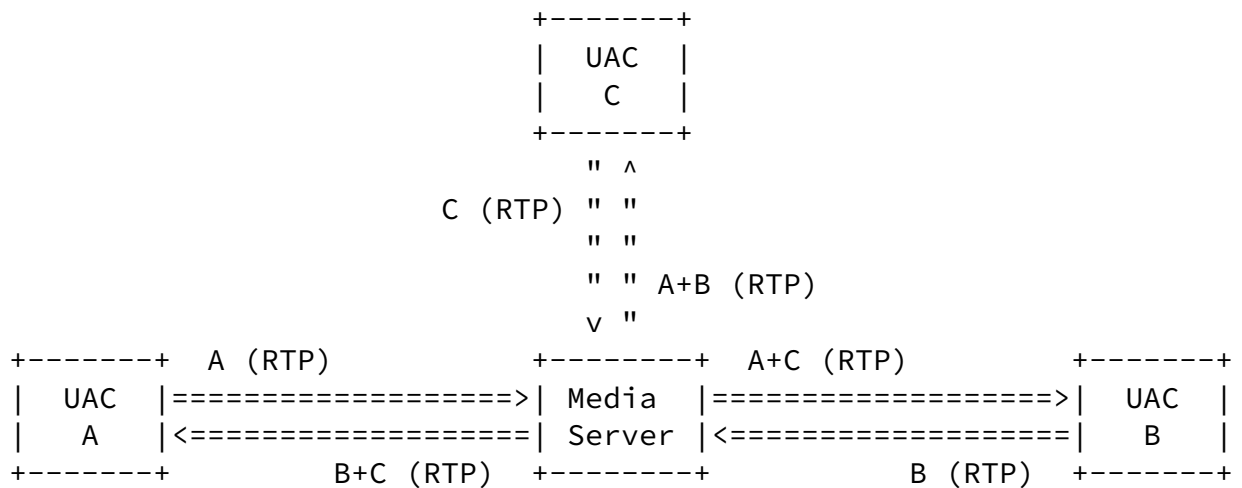 +-------+
|  UAC  |
|   C   |
+-------+
" ^
C (RTP) " "
" "
" " A+B (RTP)
v "
+-------+  A (RTP)           +--------+  A+C (RTP)           +-------+
|  UAC  |===================>| Media  |===================>|  UAC  |
|   A   |<===================| Server |<===================|   B   |
+-------+         B+C (RTP)  +--------+           B (RTP)  +-------+